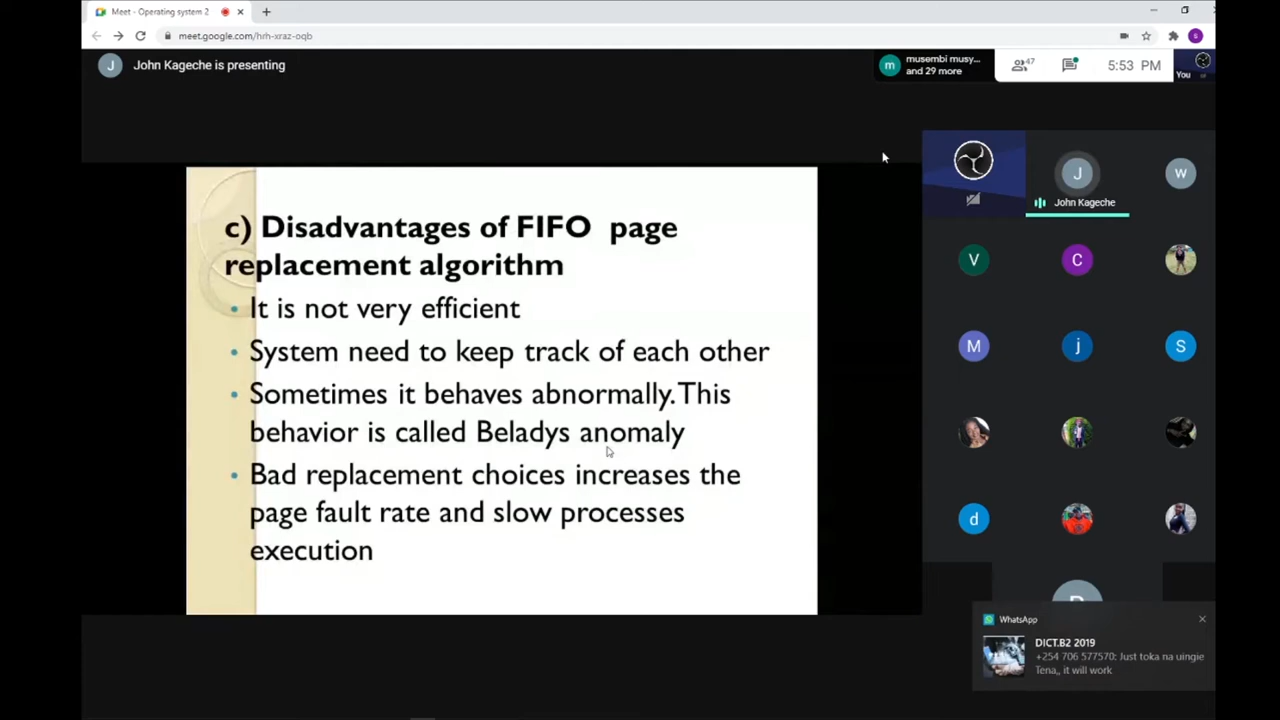 Meet - Operating system 2
meet.google.com/hrh-xraz-oqb
J
John Kageche is presenting
m
musembi musy...
and 29 more
47
5:53 PM
You
s
c) Disadvantages of FIFO page
replacement algorithm
• It is not very efficient
• System need to keep track of each other
• Sometimes it behaves abnormally. This
behavior is called Beladys anomaly
• Bad replacement choices increases the
page fault rate and slow processes
execution
J
John Kageche
w
V
C
M
j
S
d
WhatsApp
DICT.B2 2019
+254 706 577570: Just toka na uingie
Tena,, it will work